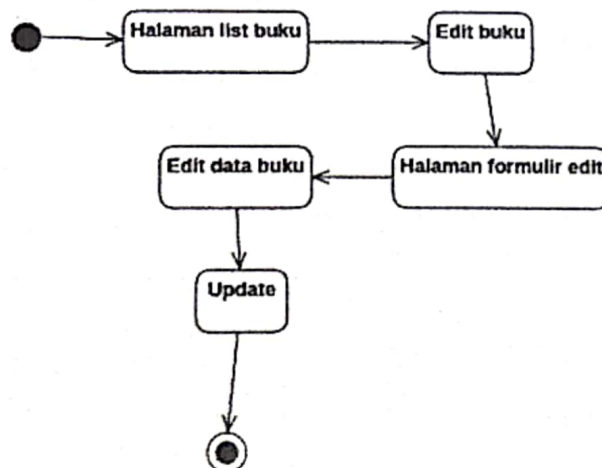 Halaman list buku
Edit buku
Halaman formulir edit
Edit data buku
Update